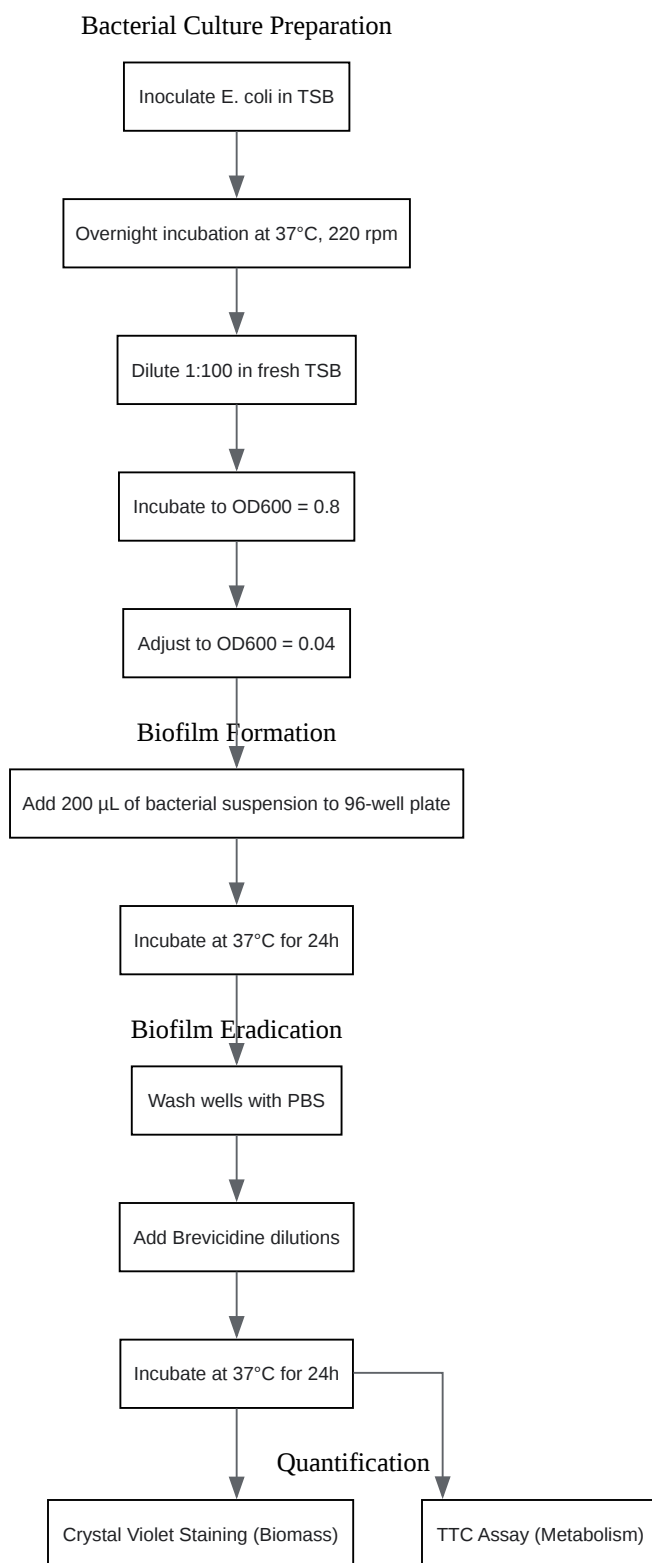 Bacterial Culture Preparation
Inoculate E. coli in TSB
Overnight incubation at 37°C, 220 rpm
Dilute 1:100 in fresh TSB
Incubate to OD600 = 0.8
Adjust to OD600 = 0.04
Biofilm Formation
Add 200 µL of bacterial suspension to 96-well plate
Incubate at 37°C for 24h
Biofilm Eradication
Wash wells with PBS
Add Brevicidine dilutions
Incubate at 37°C for 24h
Quantification
Crystal Violet Staining (Biomass)
TTC Assay (Metabolism)